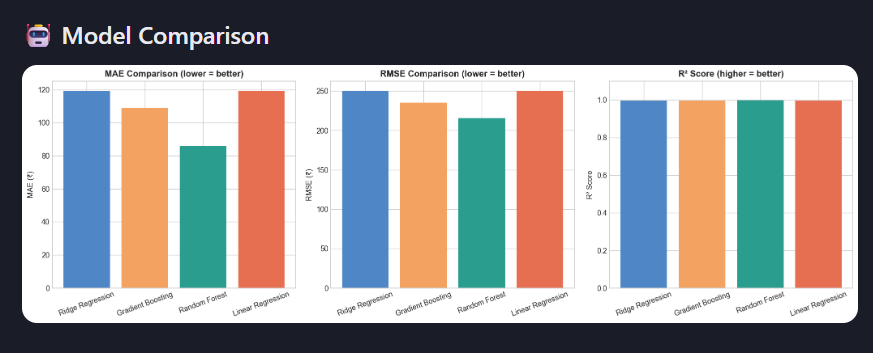 🤖 Model Comparison
MAE Comparison (lower = better)
MAE (₹)
120
100
80
60
40
20
0
Ridge Regression
Gradient Boosting
Random Forest
Linear Regression
RMSE Comparison (lower = better)
RMSE (₹)
250
200
150
100
50
0
Ridge Regression
Gradient Boosting
Random Forest
Linear Regression
R² Score (higher = better)
R² Score
1.0
0.8
0.6
0.4
0.2
0.0
Ridge Regression
Gradient Boosting
Random Forest
Linear Regression